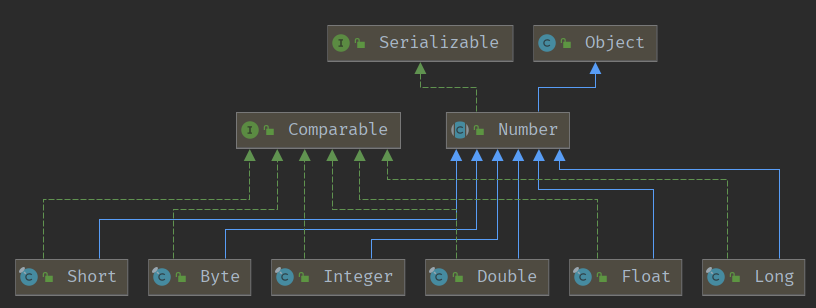 I Serializable
C Object
I Comparable
C Number
C Short
C Byte
C Integer
C Double
C Float
C Long